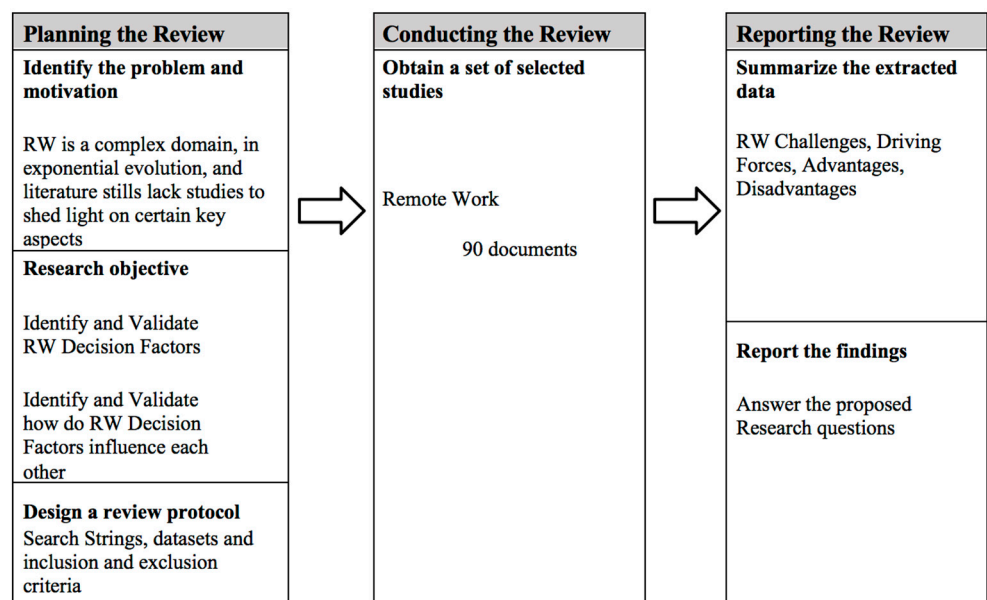 Planning the Review
Identify the problem and
motivation
RW is a complex domain, in
exponential evolution, and
literature stills lack studies to
shed light on certain key
aspects
Research objective
Identify and Validate
RW Decision Factors
Identify and Validate
how do RW Decision
Factors influence each
other
Design a review protocol
Search Strings, datasets and
inclusion and exclusion
criteria
Conducting the Review
Obtain a set of selected
studies
Remote Work
90 documents
Reporting the Review
Summarize the extracted
data
RW Challenges, Driving
Forces, Advantages,
Disadvantages
Report the findings
Answer the proposed
Research questions